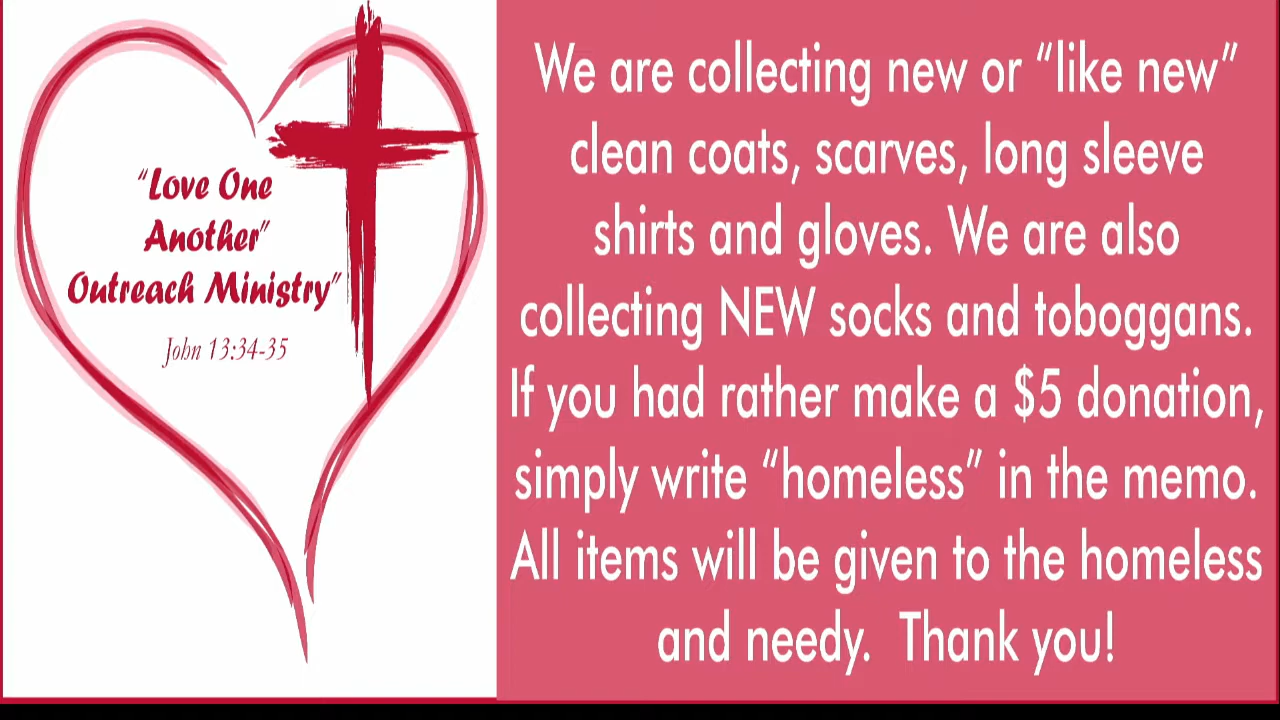 “Love One
Another”
Outreach Ministry”
John 13:34-35
We are collecting new or “like new”
clean coats, scarves, long sleeve
shirts and gloves. We are also
collecting NEW socks and toboggans.
If you had rather make a $5 donation,
simply write “homeless” in the memo.
All items will be given to the homeless
and needy.  Thank you!